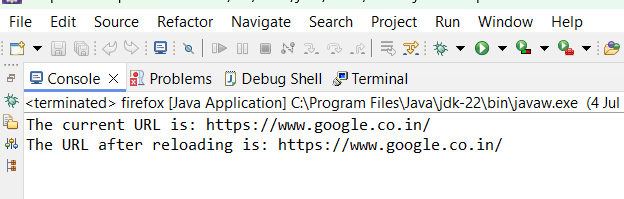 File Edit Source Refactor Navigate Search Project Run Window Help
Console Problems Debug Shell Terminal
<terminated> firefox [Java Application] C:\Program Files\Java\jdk-22\bin\javaw.exe (4 Jul
The current URL is: https://www.google.co.in/
The URL after reloading is: https://www.google.co.in/